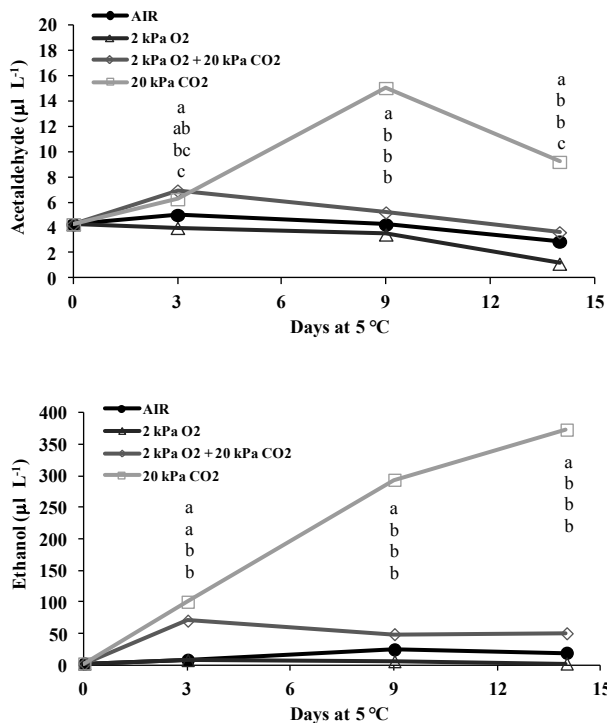 20
18
16
14
12
10
8
6
4
2
0
Acetaldehyde (µl L-1)
AIR
2 kPa O2
2 kPa O2 + 20 kPa CO2
20 kPa CO2
a
ab
bc
c
a
b
b
b
a
b
b
c
0 3 6 9 12 15
Days at 5 °C
400
350
300
250
200
150
100
50
0
Ethanol (µl L-1)
AIR
2 kPa O2
2 kPa O2 + 20 kPa CO2
20 kPa CO2
a
a
b
b
a
b
b
b
a
b
b
b
0 3 6 9 12 15
Days at 5 °C